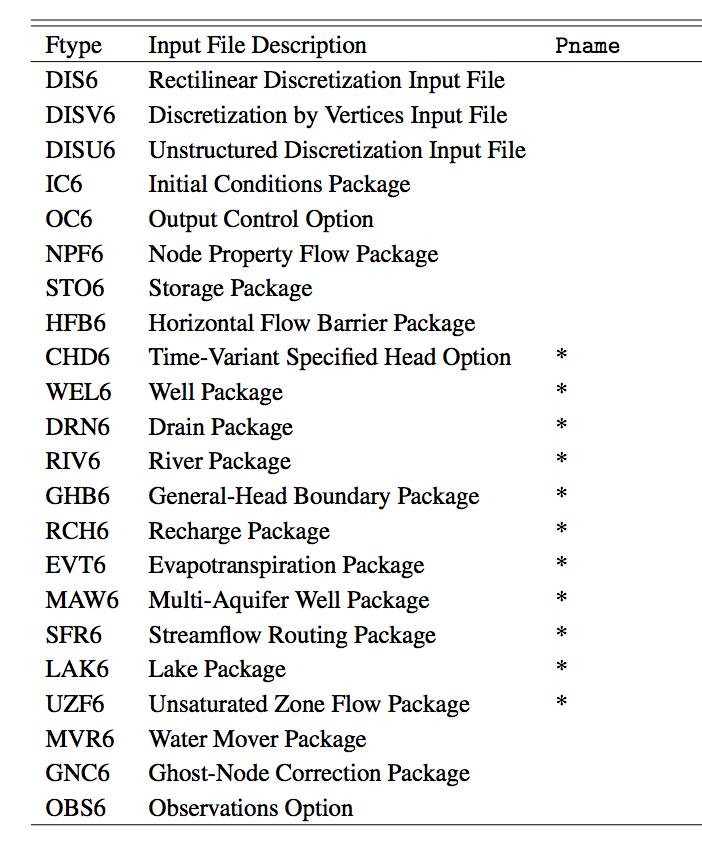 Ftype Input File Description Pname
DIS6 Rectilinear Discretization Input File
DISV6 Discretization by Vertices Input File
DISU6 Unstructured Discretization Input File
IC6 Initial Conditions Package
OC6 Output Control Option
NPF6 Node Property Flow Package
STO6 Storage Package
HFB6 Horizontal Flow Barrier Package
CHD6 Time-Variant Specified Head Option *
WEL6 Well Package *
DRN6 Drain Package *
RIV6 River Package *
GHB6 General-Head Boundary Package *
RCH6 Recharge Package *
EVT6 Evapotranspiration Package *
MAW6 Multi-Aquifer Well Package *
SFR6 Streamflow Routing Package *
LAK6 Lake Package *
UZF6 Unsaturated Zone Flow Package *
MVR6 Water Mover Package
GNC6 Ghost-Node Correction Package
OBS6 Observations Option